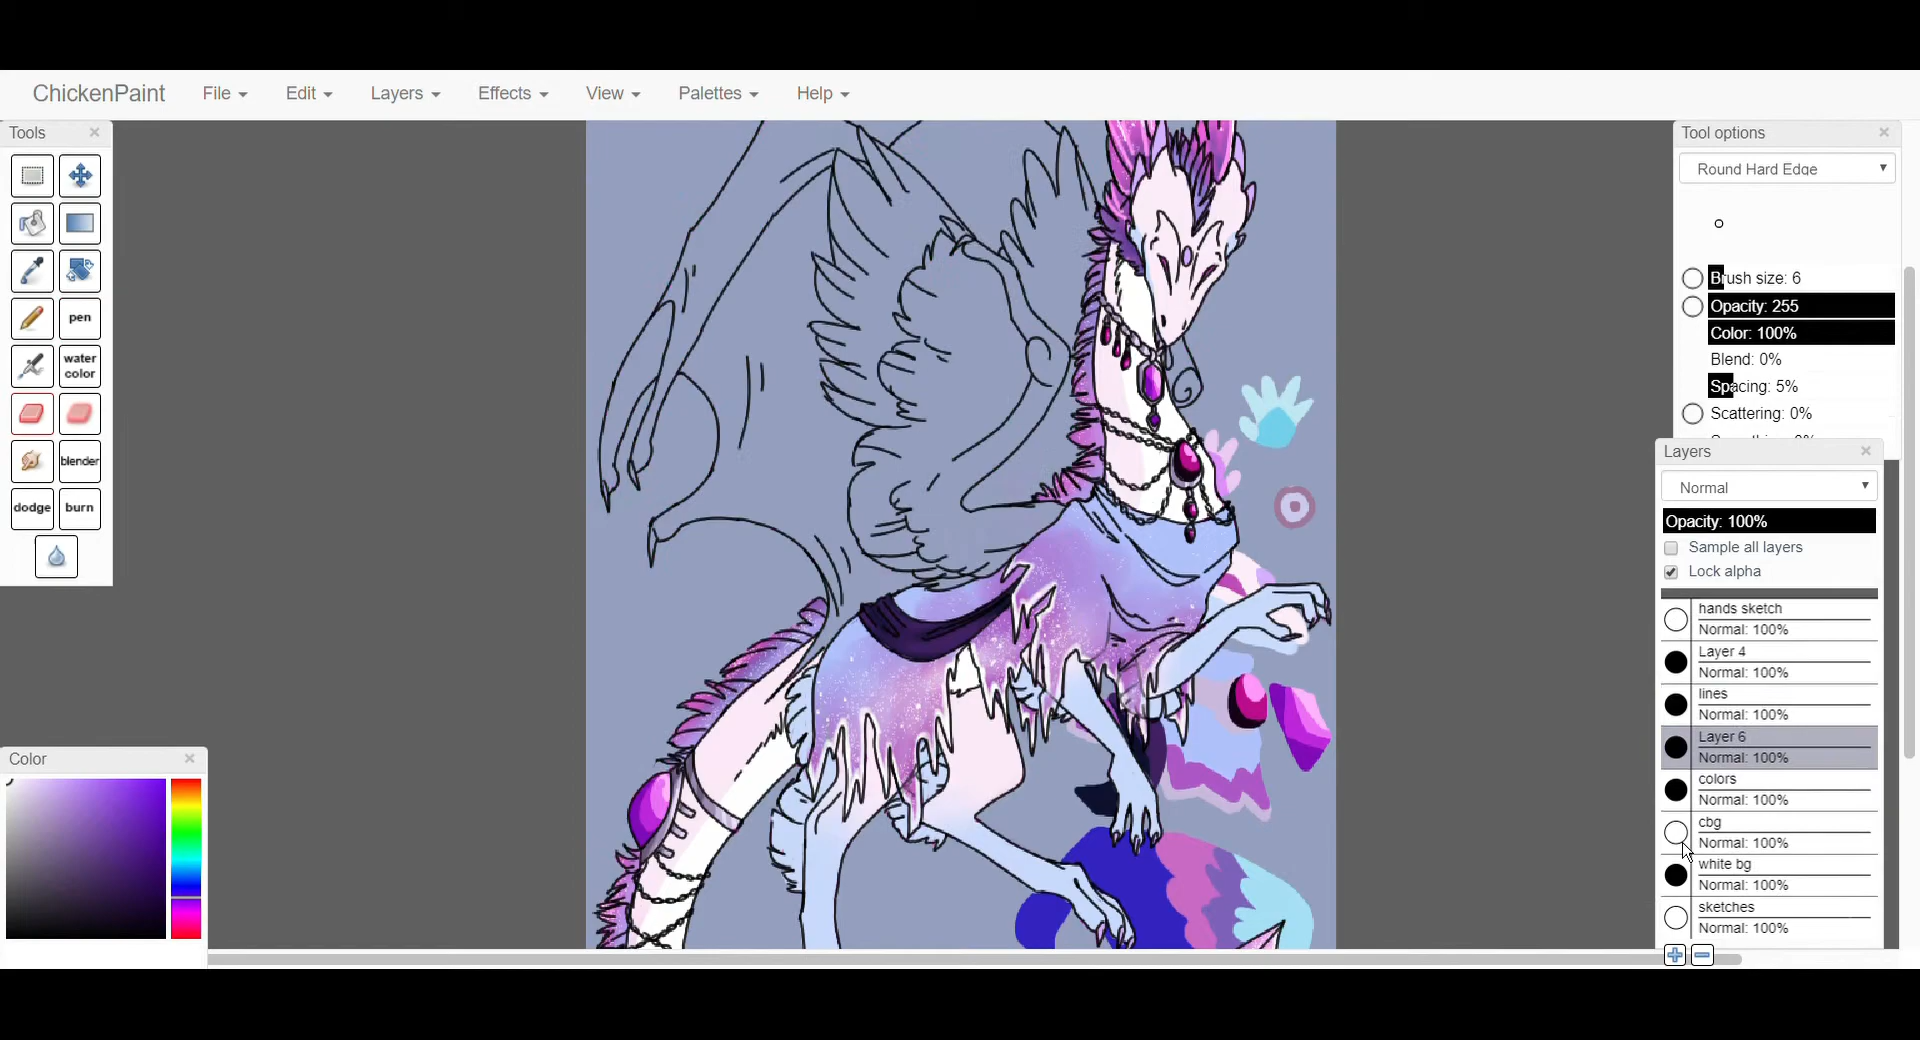 ChickenPaint File Edit Layers Effects View Palettes Help
Tools
pen
water
color
blender
dodge burn
Color
Tool options
Round Hard Edge
Brush size: 6
Opacity: 255
Color: 100%
Blend: 0%
Spacing: 5%
Scattering: 0%
Layers
Normal
Opacity: 100%
Sample all layers
Lock alpha
hands sketch
Normal: 100%
Layer 4
Normal: 100%
lines
Normal: 100%
Layer 6
Normal: 100%
colors
Normal: 100%
cbg
Normal: 100%
white bg
Normal: 100%
sketches
Normal: 100%